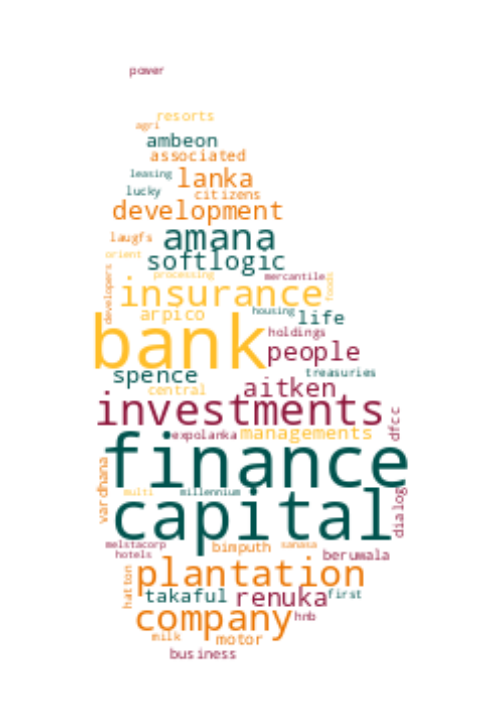 power
resorts
agri
ambeon
associated
leasing
lanka
lucky
citizens
development
laugfs
amana
orient
softlogic
processing
mercantile
developers
insurance
foods
arpico
housing
life
bank
holdings
people
spence
treasuries
central
aitken
investments
dfcc
expolanka
managements
finance
vardhana
multi
millennium
capital
dialog
melstacorp
bimputh
sanasa
hotels
beruwala
plantation
hatton
takaful
renuka
first
company
hnb
milk
motor
business